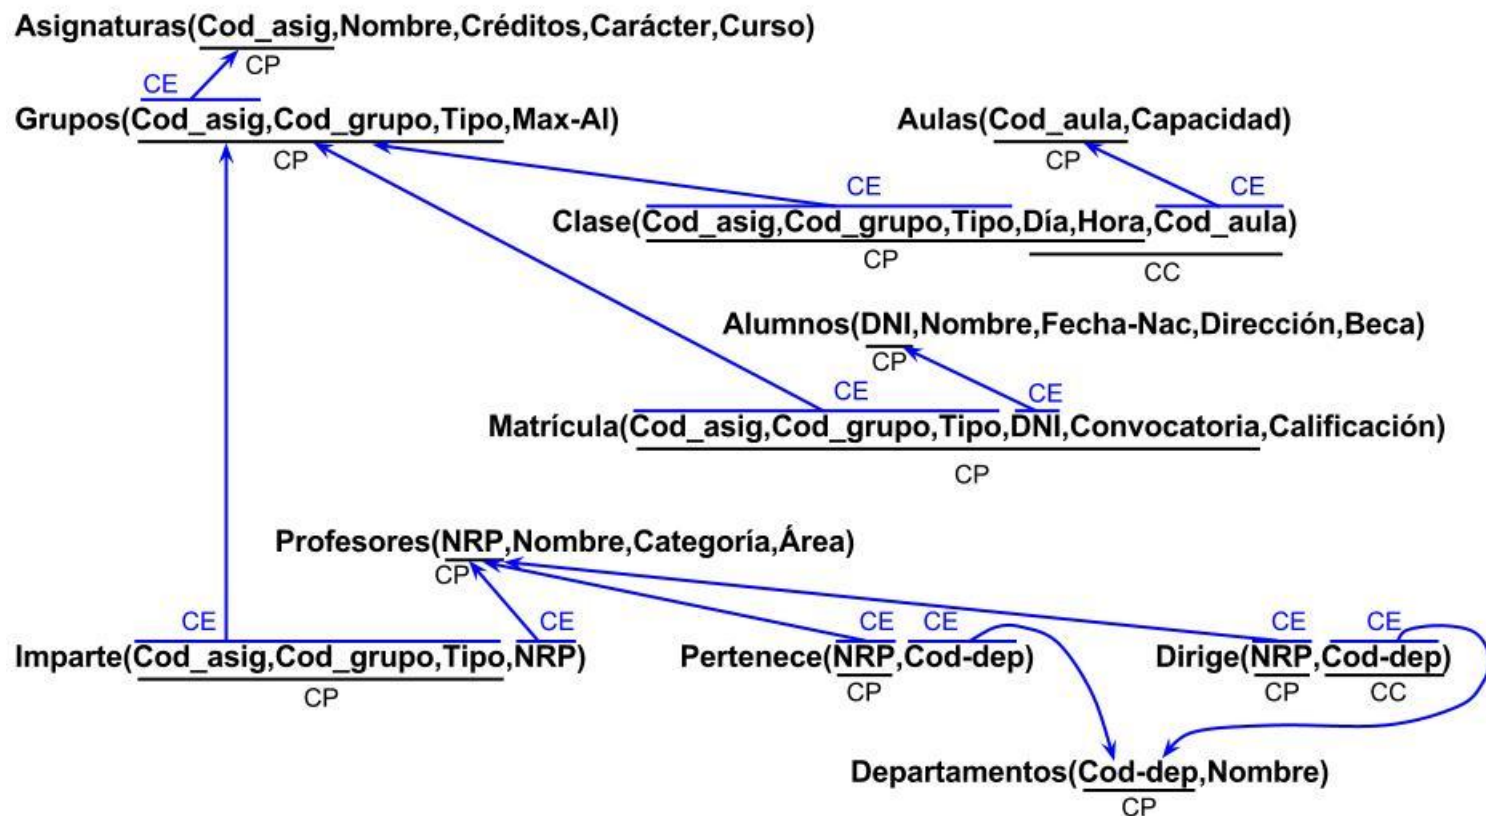 Asignaturas(Cod_asig,Nombre,Créditos,Carácter,Curso)
CP
CE
Grupos(Cod_asig,Cod_grupo,Tipo,Max-Al)
CP
Aulas(Cod_aula,Capacidad)
CP
CE
CE
Clase(Cod_asig,Cod_grupo,Tipo,Día,Hora,Cod_aula)
CP
CC
Alumnos(DNI,Nombre,Fecha-Nac,Dirección,Beca)
CP
CE
CE
Matrícula(Cod_asig,Cod_grupo,Tipo,DNI,Convocatoria,Calificación)
CP
Profesores(NRP,Nombre,Categoría,Área)
CP
CE
CE
Imparte(Cod_asig,Cod_grupo,Tipo,NRP)
CP
CE
CE
Pertenece(NRP,Cod-dep)
CP
CE
CE
Dirige(NRP,Cod-dep)
CP
CC
Departamentos(Cod-dep,Nombre)
CP